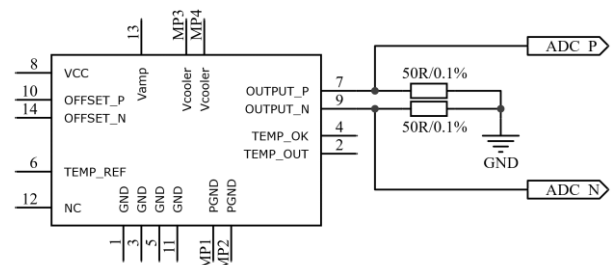 13
MP3
MP4
ADC_P
8
VCC
Vamp
Vcooler
Vcooler
7
50R/0.1%
10
OFFSET_P
OUTPUT_P
14
OFFSET_N
OUTPUT_N
9
50R/0.1%
TEMP_OK
4
TEMP_OUT
2
GND
6
TEMP_REF
ADC_N
12
NC
GND
GND
GND
GND
PGND
PGND
1
3
5
11
MP1
MP2